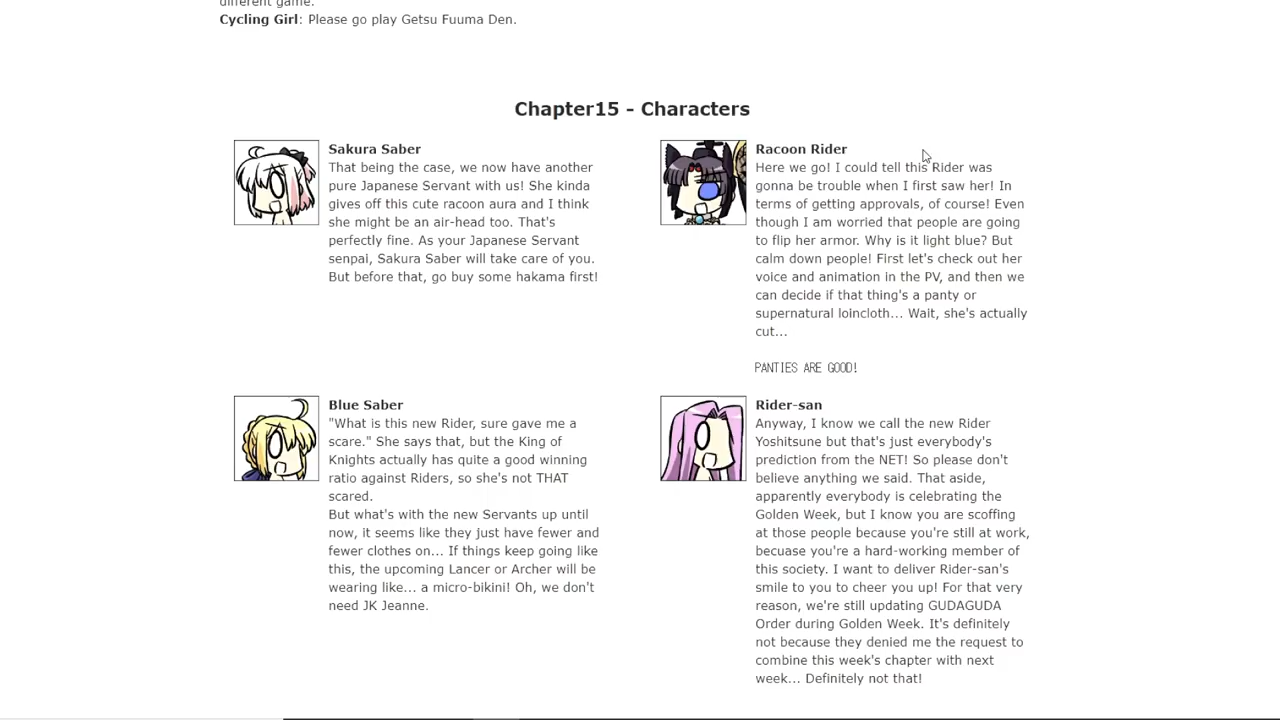 different game.
Cycling Girl: Please go play Getsu Fuuma Den.
Chapter15 - Characters
Sakura Saber
That being the case, we now have another
pure Japanese Servant with us! She kinda
gives off this cute racoon aura and I think
she might be an air-head too. That's
perfectly fine. As your Japanese Servant
senpai, Sakura Saber will take care of you.
But before that, go buy some hakama first!
Racoon Rider
Here we go! I could tell this Rider was
gonna be trouble when I first saw her! In
terms of getting approvals, of course! Even
though I am worried that people are going
to flip her armor. Why is it light blue? But
calm down people! First let's check out her
voice and animation in the PV, and then we
can decide if that thing's a panty or
supernatural loincloth... Wait, she's actually
cut...
PANTIES ARE GOOD!
Blue Saber
"What is this new Rider, sure gave me a
scare." She says that, but the King of
Knights actually has quite a good winning
ratio against Riders, so she's not THAT
scared.
But what's with the new Servants up until
now, it seems like they just have fewer and
fewer clothes on... If things keep going like
this, the upcoming Lancer or Archer will be
wearing like... a micro-bikini! Oh, we don't
need JK Jeanne.
Rider-san
Anyway, I know we call the new Rider
Yoshitsune but that's just everybody's
prediction from the NET! So please don't
believe anything we said. That aside,
apparently everybody is celebrating the
Golden Week, but I know you are scoffing
at those people because you're still at work,
becuase you're a hard-working member of
this society. I want to deliver Rider-san's
smile to you to cheer you up! For that very
reason, we're still updating GUDAGUDA
Order during Golden Week. It's definitely
not because they denied me the request to
combine this week's chapter with next
week... Definitely not that!